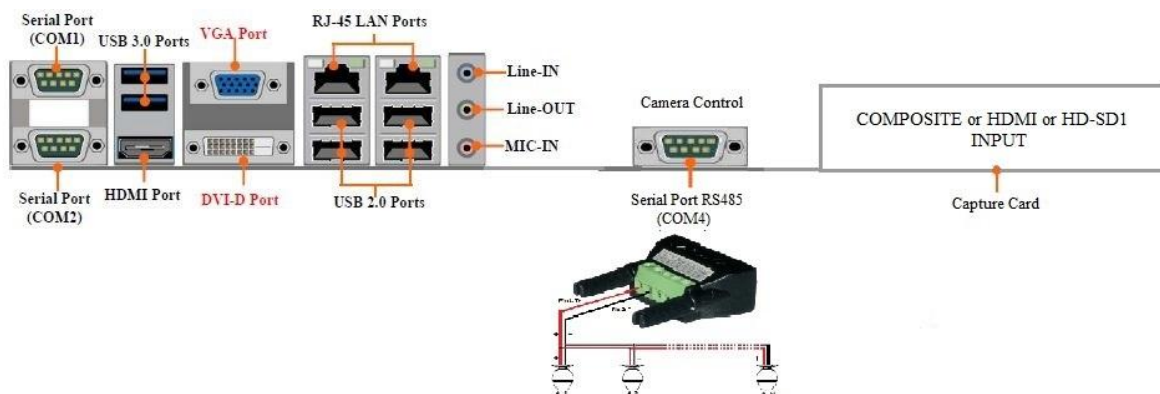 Serial Port
(COM1)
USB 3.0 Ports
VGA Port
RJ-45 LAN Ports
Line-IN
Line-OUT
MIC-IN
Camera Control
COMPOSITE or HDMI or HD-SD1
INPUT
Serial Port
(COM2)
HDMI Port
DVI-D Port
USB 2.0 Ports
Serial Port RS485
(COM4)
Capture Card